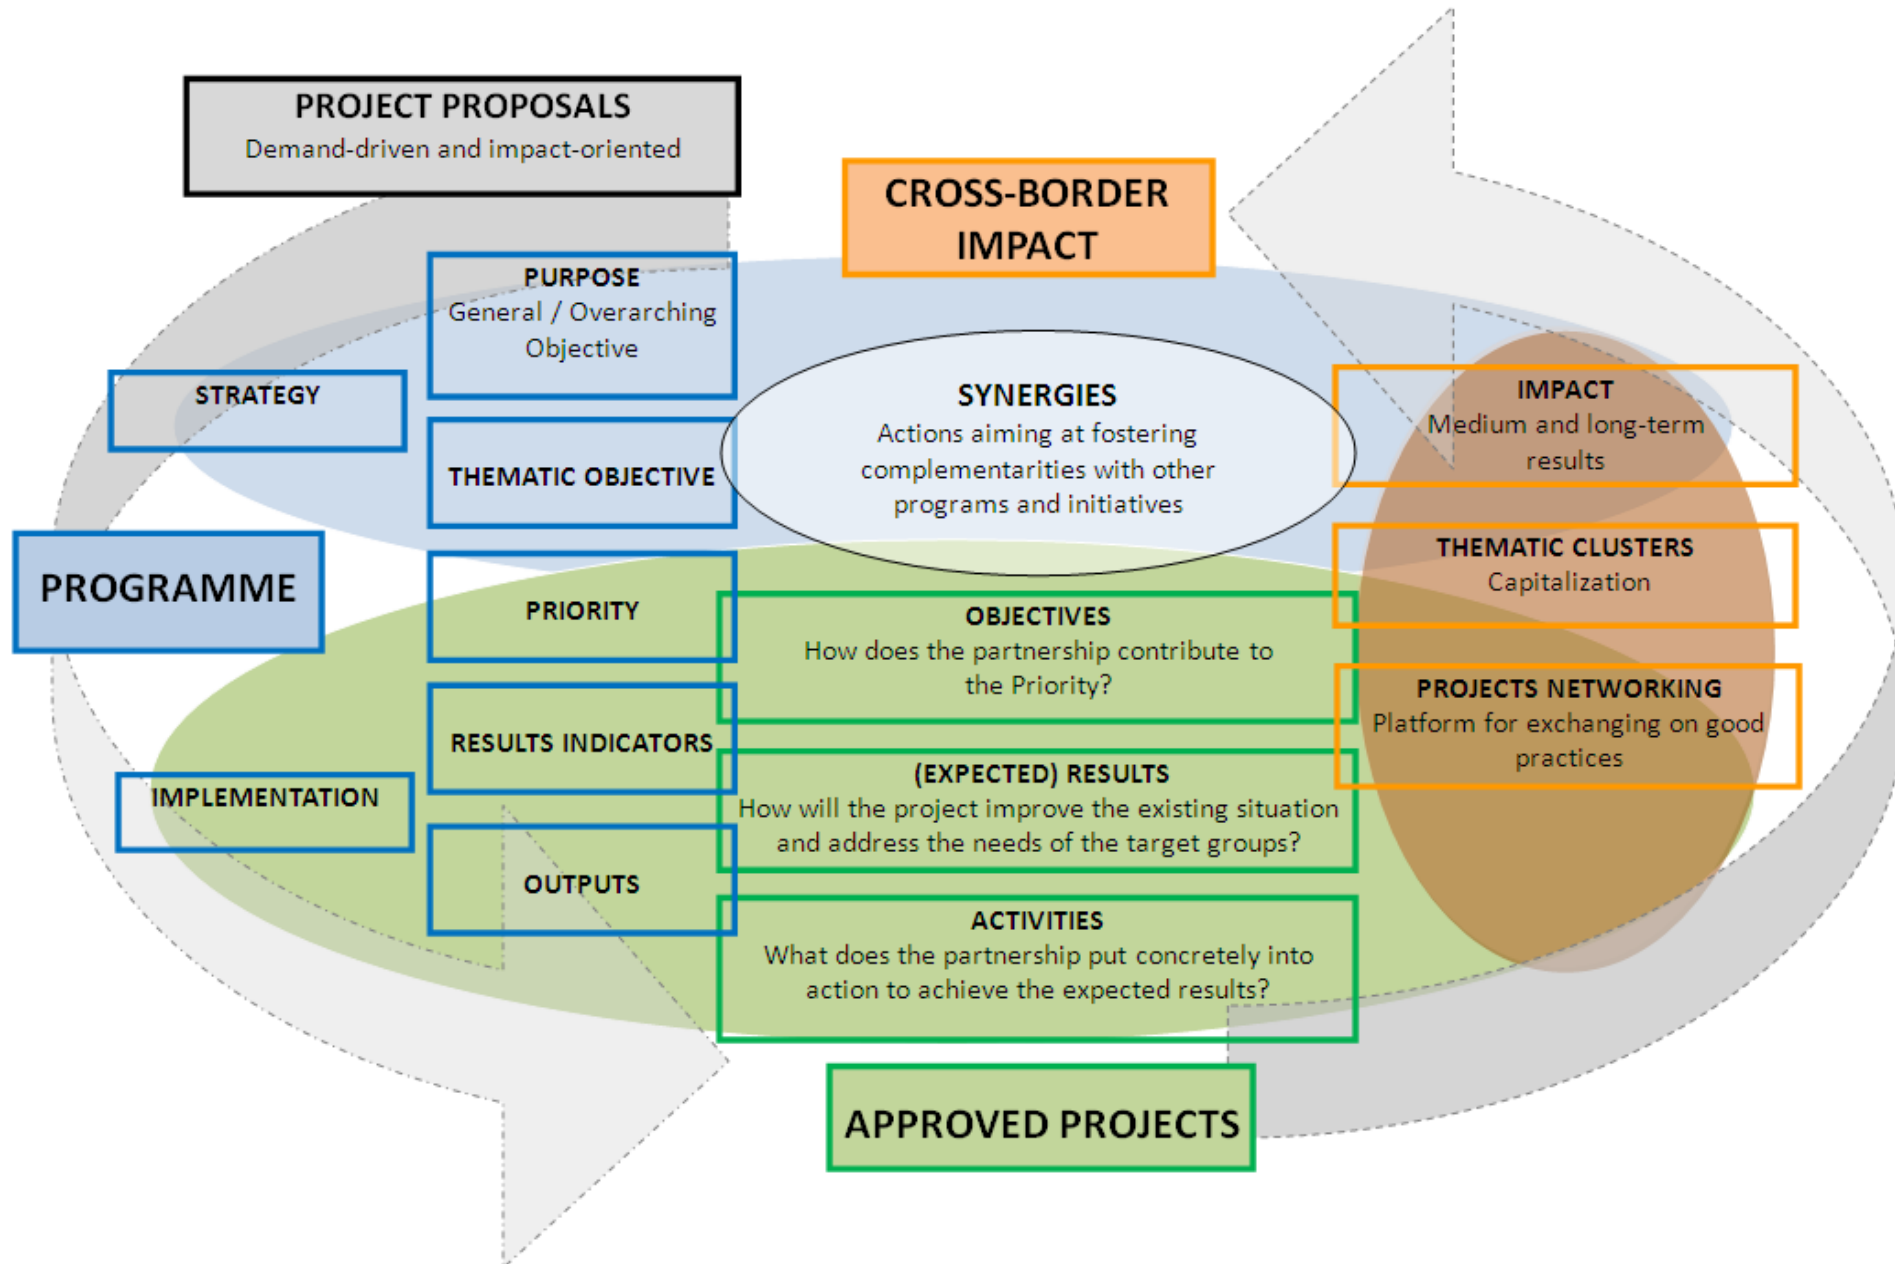 PROJECT PROPOSALS
Demand-driven and impact-oriented
CROSS-BORDER
IMPACT
PURPOSE
General / Overarching
Objective
STRATEGY
THEMATIC OBJECTIVE
SYNERGIES
Actions aiming at fostering
complementarities with other
programs and initiatives
IMPACT
Medium and long-term
results
THEMATIC CLUSTERS
Capitalization
PROGRAMME
PRIORITY
OBJECTIVES
How does the partnership contribute to
the Priority?
PROJECTS NETWORKING
Platform for exchanging on good
practices
RESULTS INDICATORS
(EXPECTED) RESULTS
How will the project improve the existing situation
and address the needs of the target groups?
IMPLEMENTATION
OUTPUTS
ACTIVITIES
What does the partnership put concretely into
action to achieve the expected results?
APPROVED PROJECTS